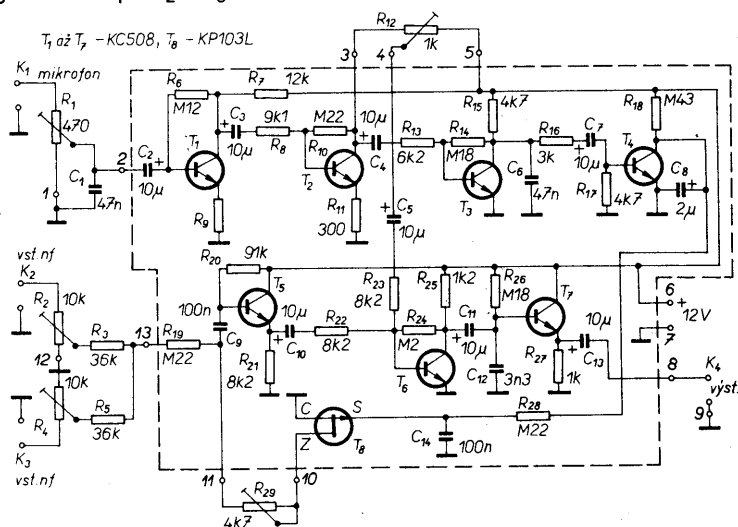 T₁ až T₇ – KC508, T₈ – KP103L
R₁₂
1k
3
4
5
K₁
mikrofon
R₁
470
1
2
C₁
47n
R₆
M12
R₇
12k
C₂
10µ
T₁
R₉
C₃
10µ
9k1
R₈
M22
R₁₀
T₂
R₁₁
300
10µ
C₄
R₁₃
6k2
R₁₄
M18
T₃
R₁₅
4k7
R₁₆
3k
C₆
47n
C₇
10µ
R₁₇
4k7
R₁₈
M43
T₄
C₈
2µ
C₅
10µ
vst. nf
K₂
R₂
10k
R₃
36k
12
13
R₁₉
M22
10k
R₄
R₅
36k
K₃
vst.nf
R₂₀
91k
100n
C₉
T₅
R₂₁
8k2
10µ
C₁₀
R₂₂
8k2
R₂₃
8k2
R₂₄
M2
R₂₅
1k2
T₆
C₁₁
10µ
R₂₆
M18
C₁₂
3n3
T₇
R₂₇
1k
10µ
C₁₃
6
+
12V
7
8
K₄
výst.
9
C
S
Z
T₈
C₁₄
100n
R₂₈
M22
11
10
R₂₉
4k7